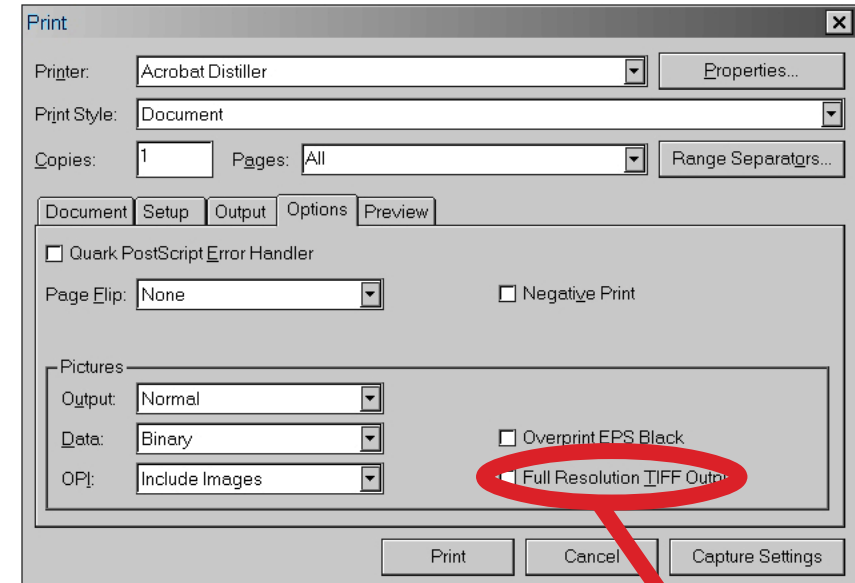 Print
Printer: Acrobat Distiller Properties...
Print Style: Document
Copies: 1 Pages: All Range Separators...
Document Setup Output Options Preview
Quark PostScript Error Handler
Page Flip: None Negative Print
Pictures
Output: Normal
Data: Binary Overprint EPS Black
OPI: Include Images Full Resolution TIFF Outpu
Print Cancel Capture Settings